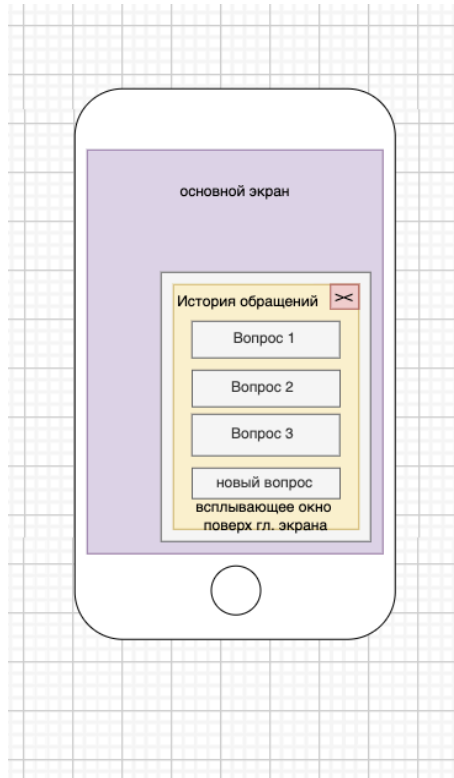 основной экран
История обращений
><
Вопрос 1
Вопрос 2
Вопрос 3
новый вопрос
всплывающее окно
поверх гл. экрана